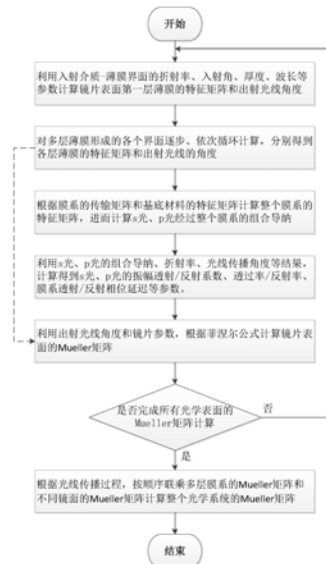 开始
利用入射介质-薄膜界面的折射率、入射角、厚度、波长等
参数计算镜片表面第一层薄膜的特征矩阵和出射光线角度
对多层薄膜形成的各个界面逐步、依次循环计算，分别得到
各层薄膜的特征矩阵和出射光线的角度
根据膜系的传输矩阵和基底材料的特征矩阵计算整个膜系的
特征矩阵，进而计算s光、p光经过整个膜系的组合导纳
利用s光、p光的组合导纳、折射率、光线传播角度等结果，
计算得到s光、p光的振幅透射/反射系数、透过率/反射率、
膜系透射/反射相位延迟等参数。
利用出射光线角度和镜片参数，根据菲涅尔公式计算镜片表
面的Mueller矩阵
是否完成所有光学表面的
Mueller矩阵计算
否
是
根据光线传播过程，按顺序联乘多层膜系的Mueller矩阵和
不同镜面的Mueller矩阵计算整个光学系统的Mueller矩阵
结束